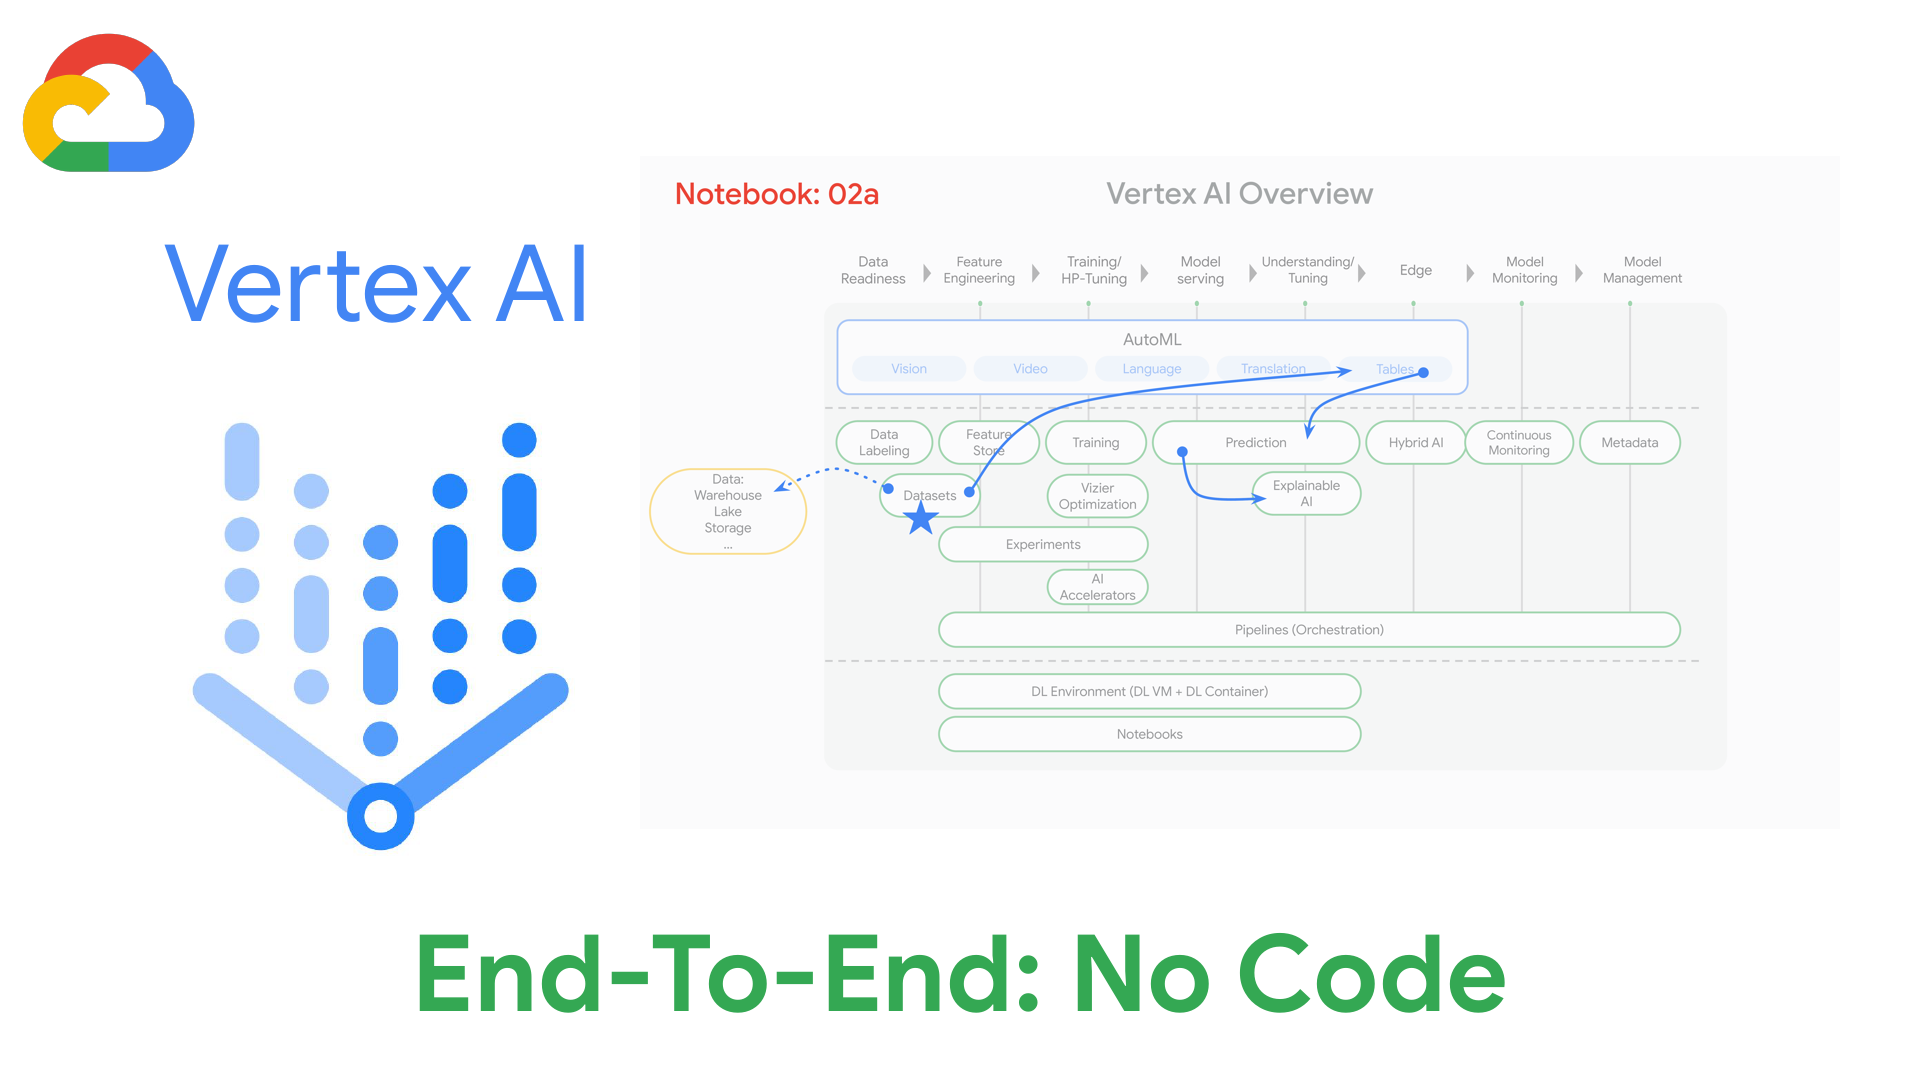 Notebook: 02a
Vertex AI Overview
Vertex AI
Data
Readiness
Feature
Engineering
Training/
HP-Tuning
Model
serving
Understanding/
Tuning
Edge
Model
Monitoring
Model
Management
AutoML
Vision
Video
Language
Translation
Tables
Data
Labeling
Feature
Store
Training
Prediction
Hybrid AI
Continuous
Monitoring
Metadata
Data:
Warehouse
Lake
Storage
...
Datasets
Vizier
Optimization
Explainable
AI
Experiments
AI
Accelerators
Pipelines (Orchestration)
DL Environment (DL VM + DL Container)
Notebooks
End-To-End: No Code